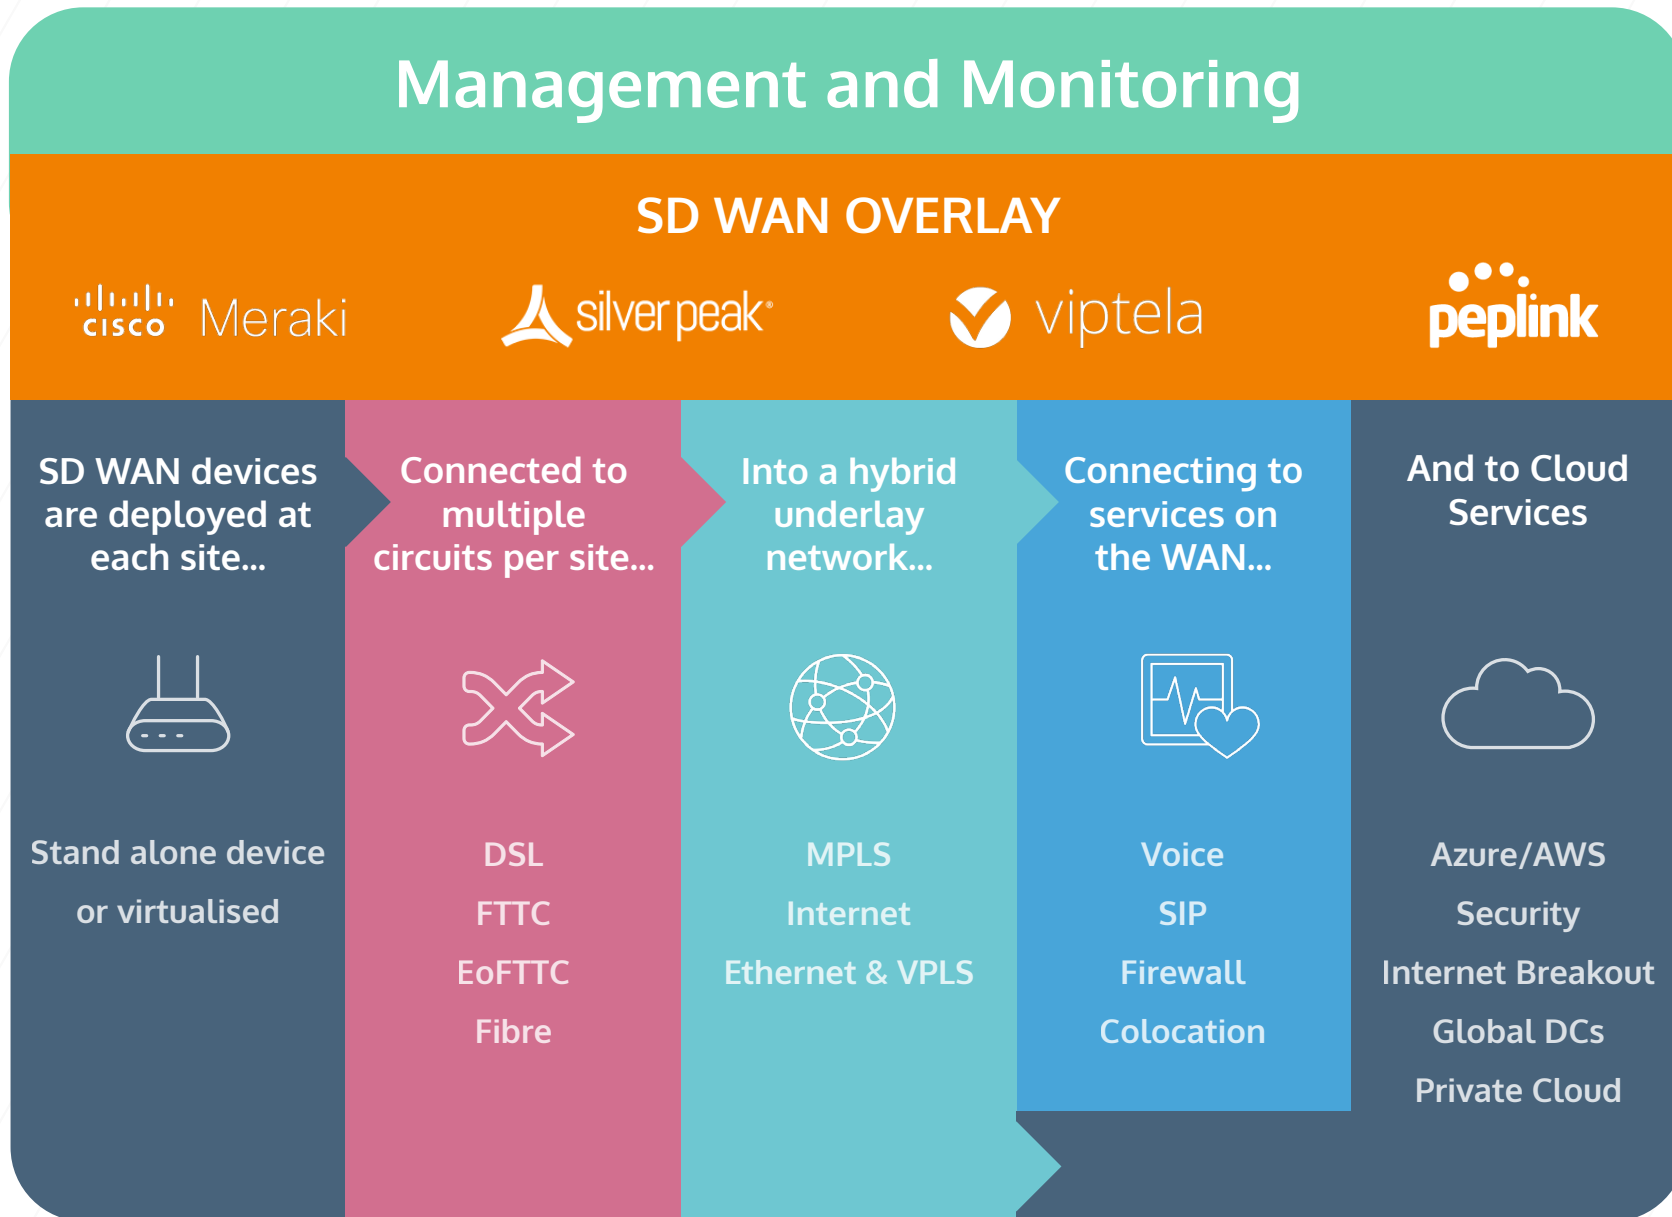 Management and Monitoring
SD WAN OVERLAY
cisco Meraki
silver peak®
viptela
peplink
SD WAN devices
are deployed at
each site...
Stand alone device
or virtualised
Connected to
multiple
circuits per site...
DSL
FTTC
EoFTTC
Fibre
Into a hybrid
underlay
network...
MPLS
Internet
Ethernet & VPLS
Connecting to
services on
the WAN...
Voice
SIP
Firewall
Colocation
And to Cloud
Services
Azure/AWS
Security
Internet Breakout
Global DCs
Private Cloud